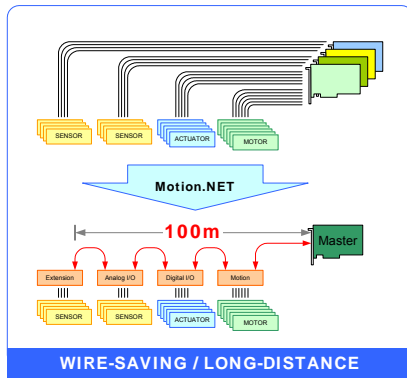 SENSOR SENSOR ACTUATOR MOTOR
Motion.NET
100m
Master
Extension Analog I/O Digital I/O Motion
SENSOR SENSOR ACTUATOR MOTOR
WIRE-SAVING / LONG-DISTANCE